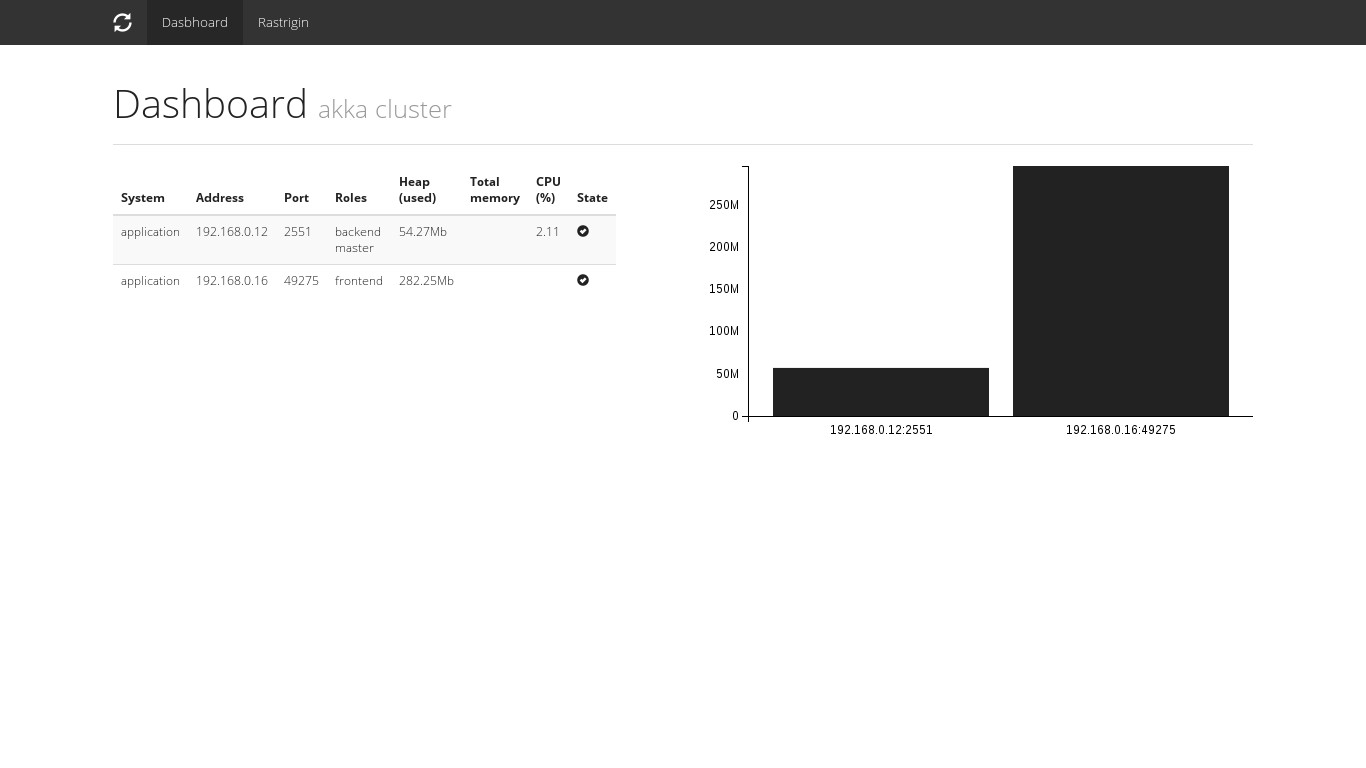 Dasbhoard Rastrigin
Dashboard akka cluster
System Address Port Roles Heap (used) Total memory CPU (%) State
application 192.168.0.12 2551 backend master 54.27Mb 2.11
application 192.168.0.16 49275 frontend 282.25Mb
250M
200M
150M
100M
50M
0
192.168.0.12:2551 192.168.0.16:49275